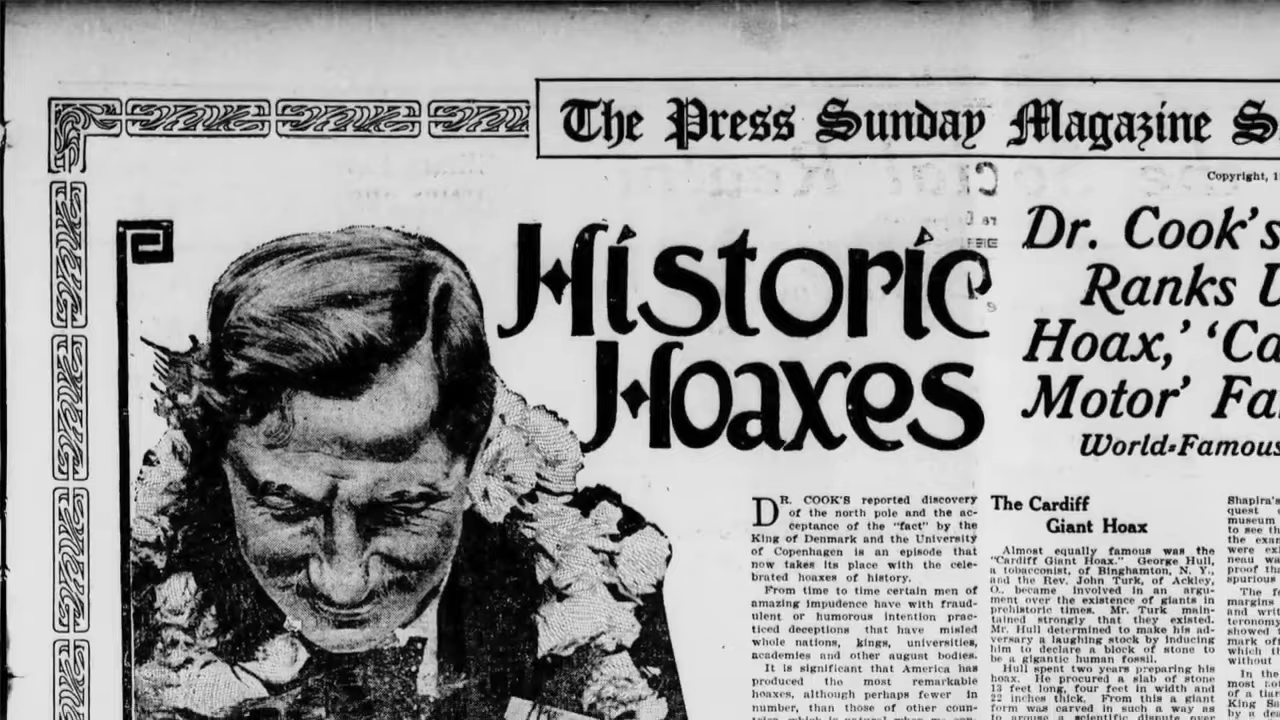 The Press Sunday Magazine S
Copyright, 1
Historic
Hoaxes
Dr. Cook's
Ranks U
Hoax,' 'Ca
Motor' Fa
World-Famous
DR. COOK'S reported discovery
of the north pole and the ac-
ceptance of the "fact" by the
King of Denmark and the University
of Copenhagen is an episode that
now takes its place with the cele-
brated hoaxes of history.
From time to time certain men of
amazing impudence have with fraud-
ulent or humorous intention prac-
ticed deceptions that have misled
whole nations, kings, universities,
academies and other august bodies.
It is significant that America has
produced the most remarkable
hoaxes, although perhaps fewer in
number, than those of other coun-
The Cardiff
Giant Hoax
Almost equally famous was the
"Cardiff Giant Hoax." George Hull,
a tobacconist, of Binghamton, N. Y.,
and the Rev. John Turk, of Ackley,
O., became involved in an argu-
ment over the existence of giants in
prehistoric times. Mr. Turk main-
tained strongly that they existed.
Mr. Hull determined to make his ad-
versary a laughing stock by inducing
him to declare a block of stone to
be a gigantic human fossil.
Hull spent two years preparing his
hoax. He procured a slab of stone
13 feet long, four feet in width and
22 inches thick. From this a giant
form was carved in such a way as
to arouse a scientific dispute over
Shapira's
quest
museum
to see th
the exan
were ex
neau wa
proof tha
spurious
The fo
margins
and writ
teronomy
showed
mark of
which th
without
In the
most not
of a tia
King Sa
by a dea